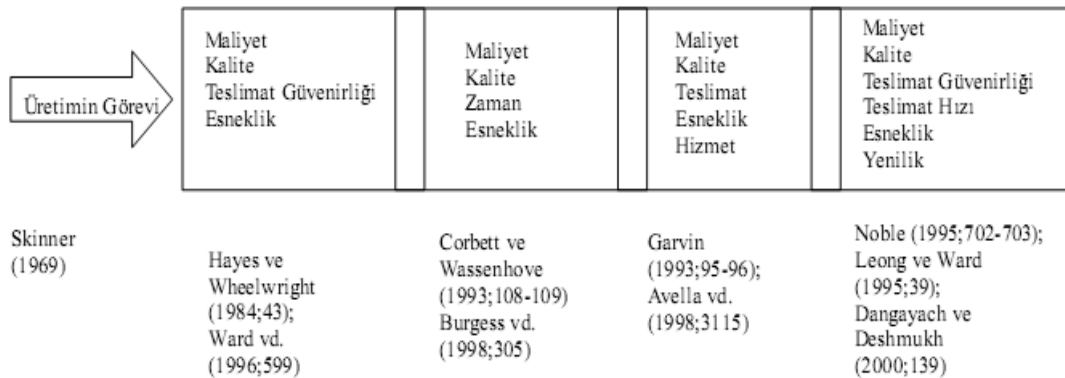 Üretimin Görevi
Maliyet
Kalite
Teslimat Güvenirliği
Esneklik
Maliyet
Kalite
Zaman
Esneklik
Maliyet
Kalite
Teslimat
Esneklik
Hizmet
Maliyet
Kalite
Teslimat Güvenirliği
Teslimat Hızı
Esneklik
Yenilik
Skinner
(1969)
Hayes ve
Wheelwright
(1984;43);
Ward vd.
(1996;599)
Corbett ve
Wassenhove
(1993;108-109)
Burgess vd.
(1998;305)
Garvin
(1993;95-96);
Avella vd.
(1998;3115)
Noble (1995;702-703);
Leong ve Ward
(1995;39);
Dangayach ve
Deshmukh
(2000;139)